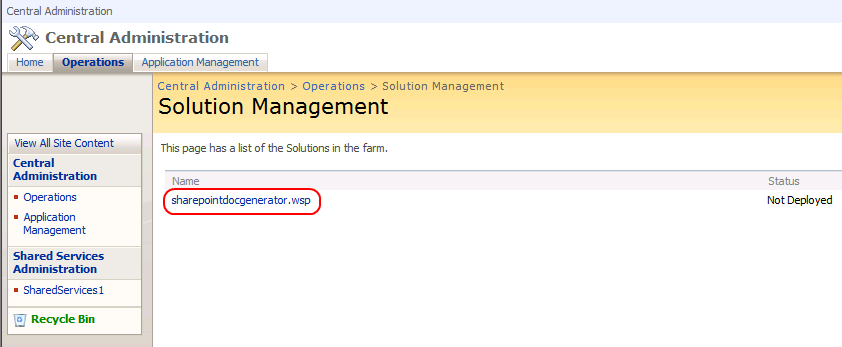 Central Administration
Central Administration
Home Operations Application Management
Central Administration > Operations > Solution Management
Solution Management
View All Site Content
Central
Administration
Operations
Application
Management
Shared Services
Administration
SharedServices1
Recycle Bin
This page has a list of the Solutions in the farm.
Name Status
sharepointdocgenerator.wsp Not Deployed